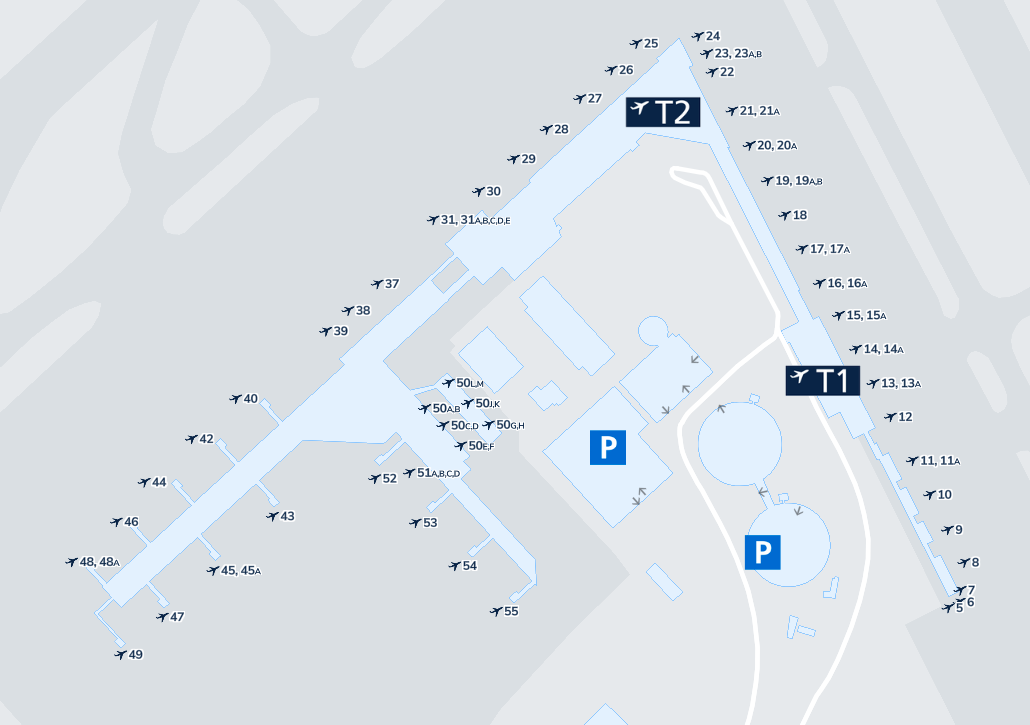 24
25
23, 23A,B
26
22
27
T2
21, 21A
28
20, 20A
29
19, 19A,B
30
18
31, 31A,B,C,D,E
17, 17A
37
16, 16A
38
15, 15A
39
14, 14A
T1
50L,M
13, 13A
40
50J,K
50A,B
12
50C,D
50G,H
42
50E,F
P
11, 11A
51A,B,C,D
52
44
10
43
46
53
9
P
48, 48A
8
54
45, 45A
7
6
5
55
47
49